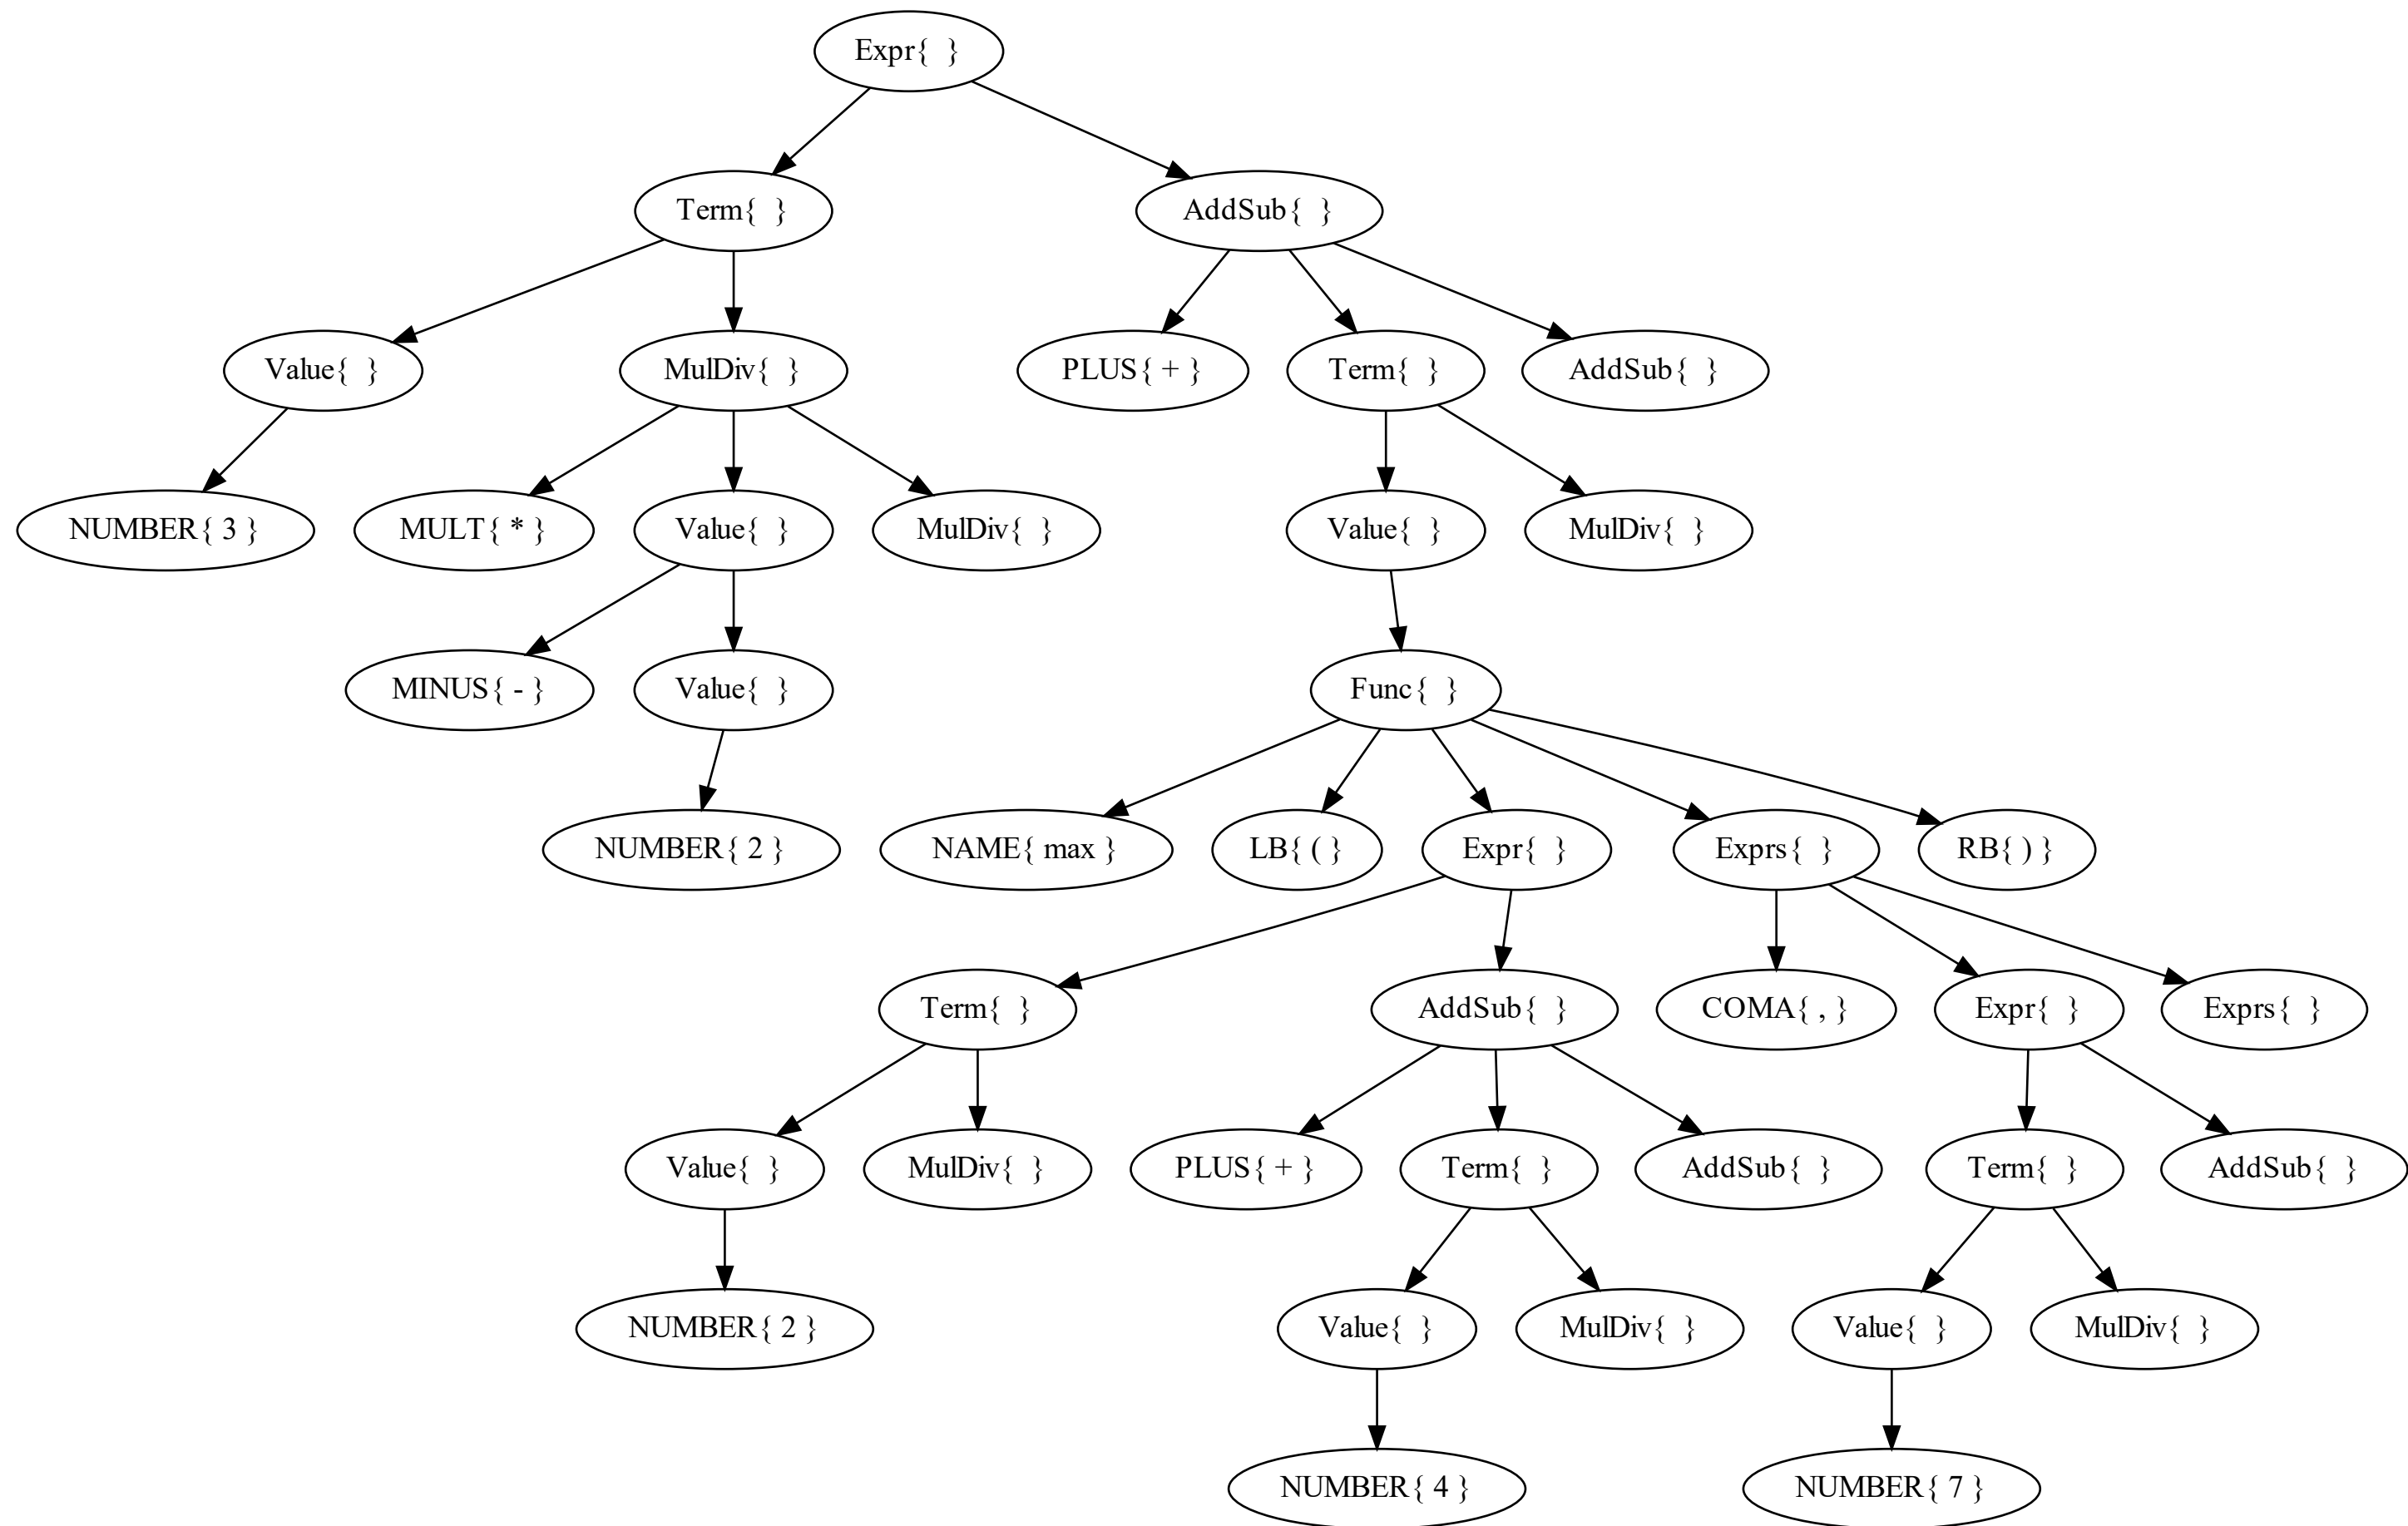 Expr{ }
Term{ }
AddSub{ }
Value{ }
MulDiv{ }
PLUS{ + }
Term{ }
AddSub{ }
NUMBER{ 3 }
MULT{ * }
Value{ }
MulDiv{ }
Value{ }
MulDiv{ }
MINUS{ - }
Value{ }
Func{ }
NUMBER{ 2 }
NAME{ max }
LB{ ( }
Expr{ }
Exprs{ }
RB{ ) }
Term{ }
AddSub{ }
COMA{ , }
Expr{ }
Exprs{ }
Value{ }
MulDiv{ }
PLUS{ + }
Term{ }
AddSub{ }
Term{ }
AddSub{ }
NUMBER{ 2 }
Value{ }
MulDiv{ }
Value{ }
MulDiv{ }
NUMBER{ 4 }
NUMBER{ 7 }